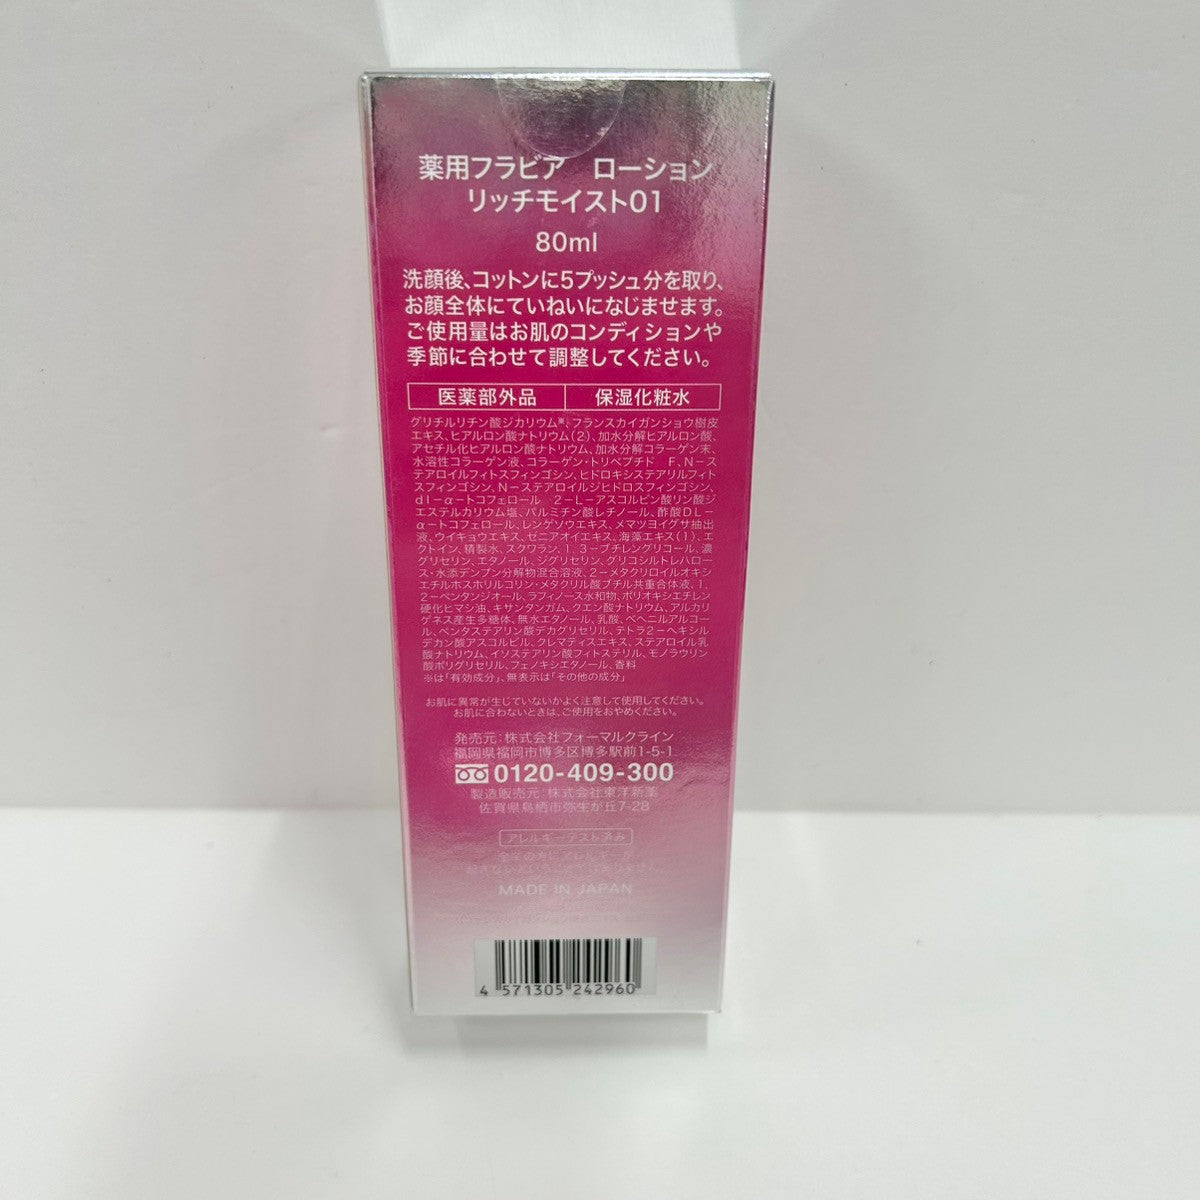 薬用フラビア　ローション
リッチモイスト01
80ml
洗顔後、コットンに5プッシュ分を取り、
お顔全体にていねいになじませます。
ご使用量はお肌のコンディションや
季節に合わせて調整してください。
医薬部外品 保湿化粧水
グリチルリチン酸ジカリウム※、フランスカイガンショウ樹皮
エキス、ヒアルロン酸ナトリウム(2)、加水分解ヒアルロン酸、
アセチル化ヒアルロン酸ナトリウム、加水分解コラーゲン末、
水溶性コラーゲン液、コラーゲン・トリペプチド　F、N－ス
テアロイルフィトスフィンゴシン、ヒドロキシステアリルフィト
スフィンゴシン、N－ステアロイルジヒドロスフィンゴシン、
dl－α－トコフェロール　2－L－アスコルビン酸リン酸ジ
エステルカリウム塩、パルミチン酸レチノール、酢酸DL－
α－トコフェロール、レンゲソウエキス、メマツヨイグサ抽出
液、ウイキョウエキス、ゼニアオイエキス、海藻エキス(1)、エ
クトイン、精製水、スクワラン、1，3－ブチレングリコール、濃
グリセリン、エタノール、ジグリセリン、グリコシルトレハロー
ス・水添デンプン分解物混合溶液、2－メタクリロイルオキシ
エチルホスホリルコリン・メタクリル酸ブチル共重合体液、1，
2－ペンタンジオール、ラフィノース水和物、ポリオキシエチレン
硬化ヒマシ油、キサンタンガム、クエン酸ナトリウム、アルカリ
ゲネス産生多糖体、無水エタノール、乳酸、ベヘニルアルコー
ル、ペンタステアリン酸デカグリセリル、テトラ2－ヘキシル
デカン酸アスコルビル、クレマティスエキス、ステアロイル乳
酸ナトリウム、イソステアリン酸フィトステリル、モノラウリン
酸ポリグリセリル、フェノキシエタノール、香料
※は「有効成分」、無表示は「その他の成分」
お肌に異常が生じていないかよく注意して使用してください。
お肌に合わないときは、ご使用をおやめください。
発売元：株式会社フォーマルクライン
福岡県福岡市博多区博多駅前1-5-1
0120-409-300
製造販売元：株式会社東洋新薬
佐賀県鳥栖市弥生が丘7-28
アレルギーテスト済み
MADE IN JAPAN
4 571305 242960